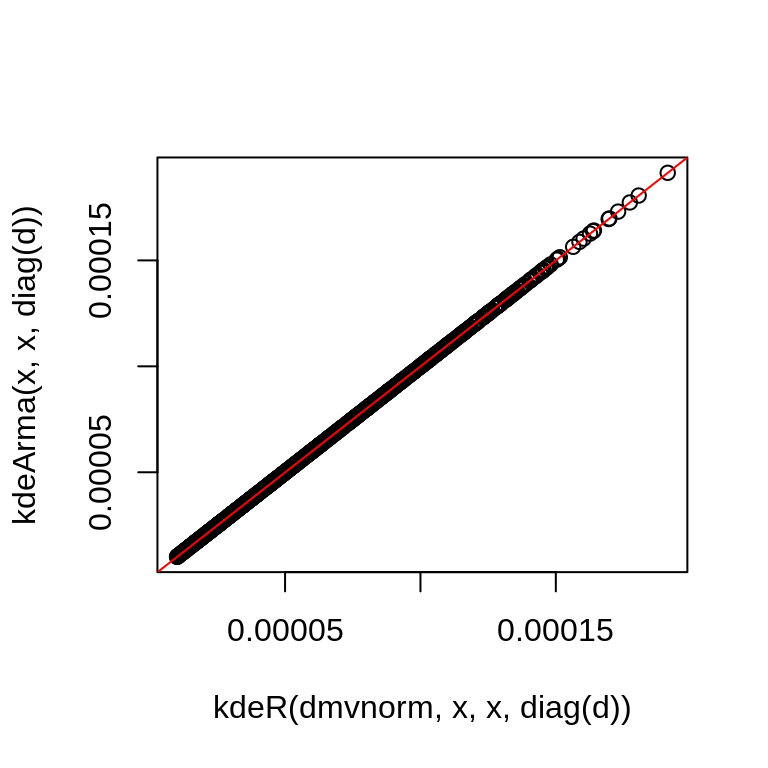 kdeArma(x, x, diag(d))
0.00015
0.00005
0.00005
0.00015
kdeR(dmvnorm, x, x, diag(d))